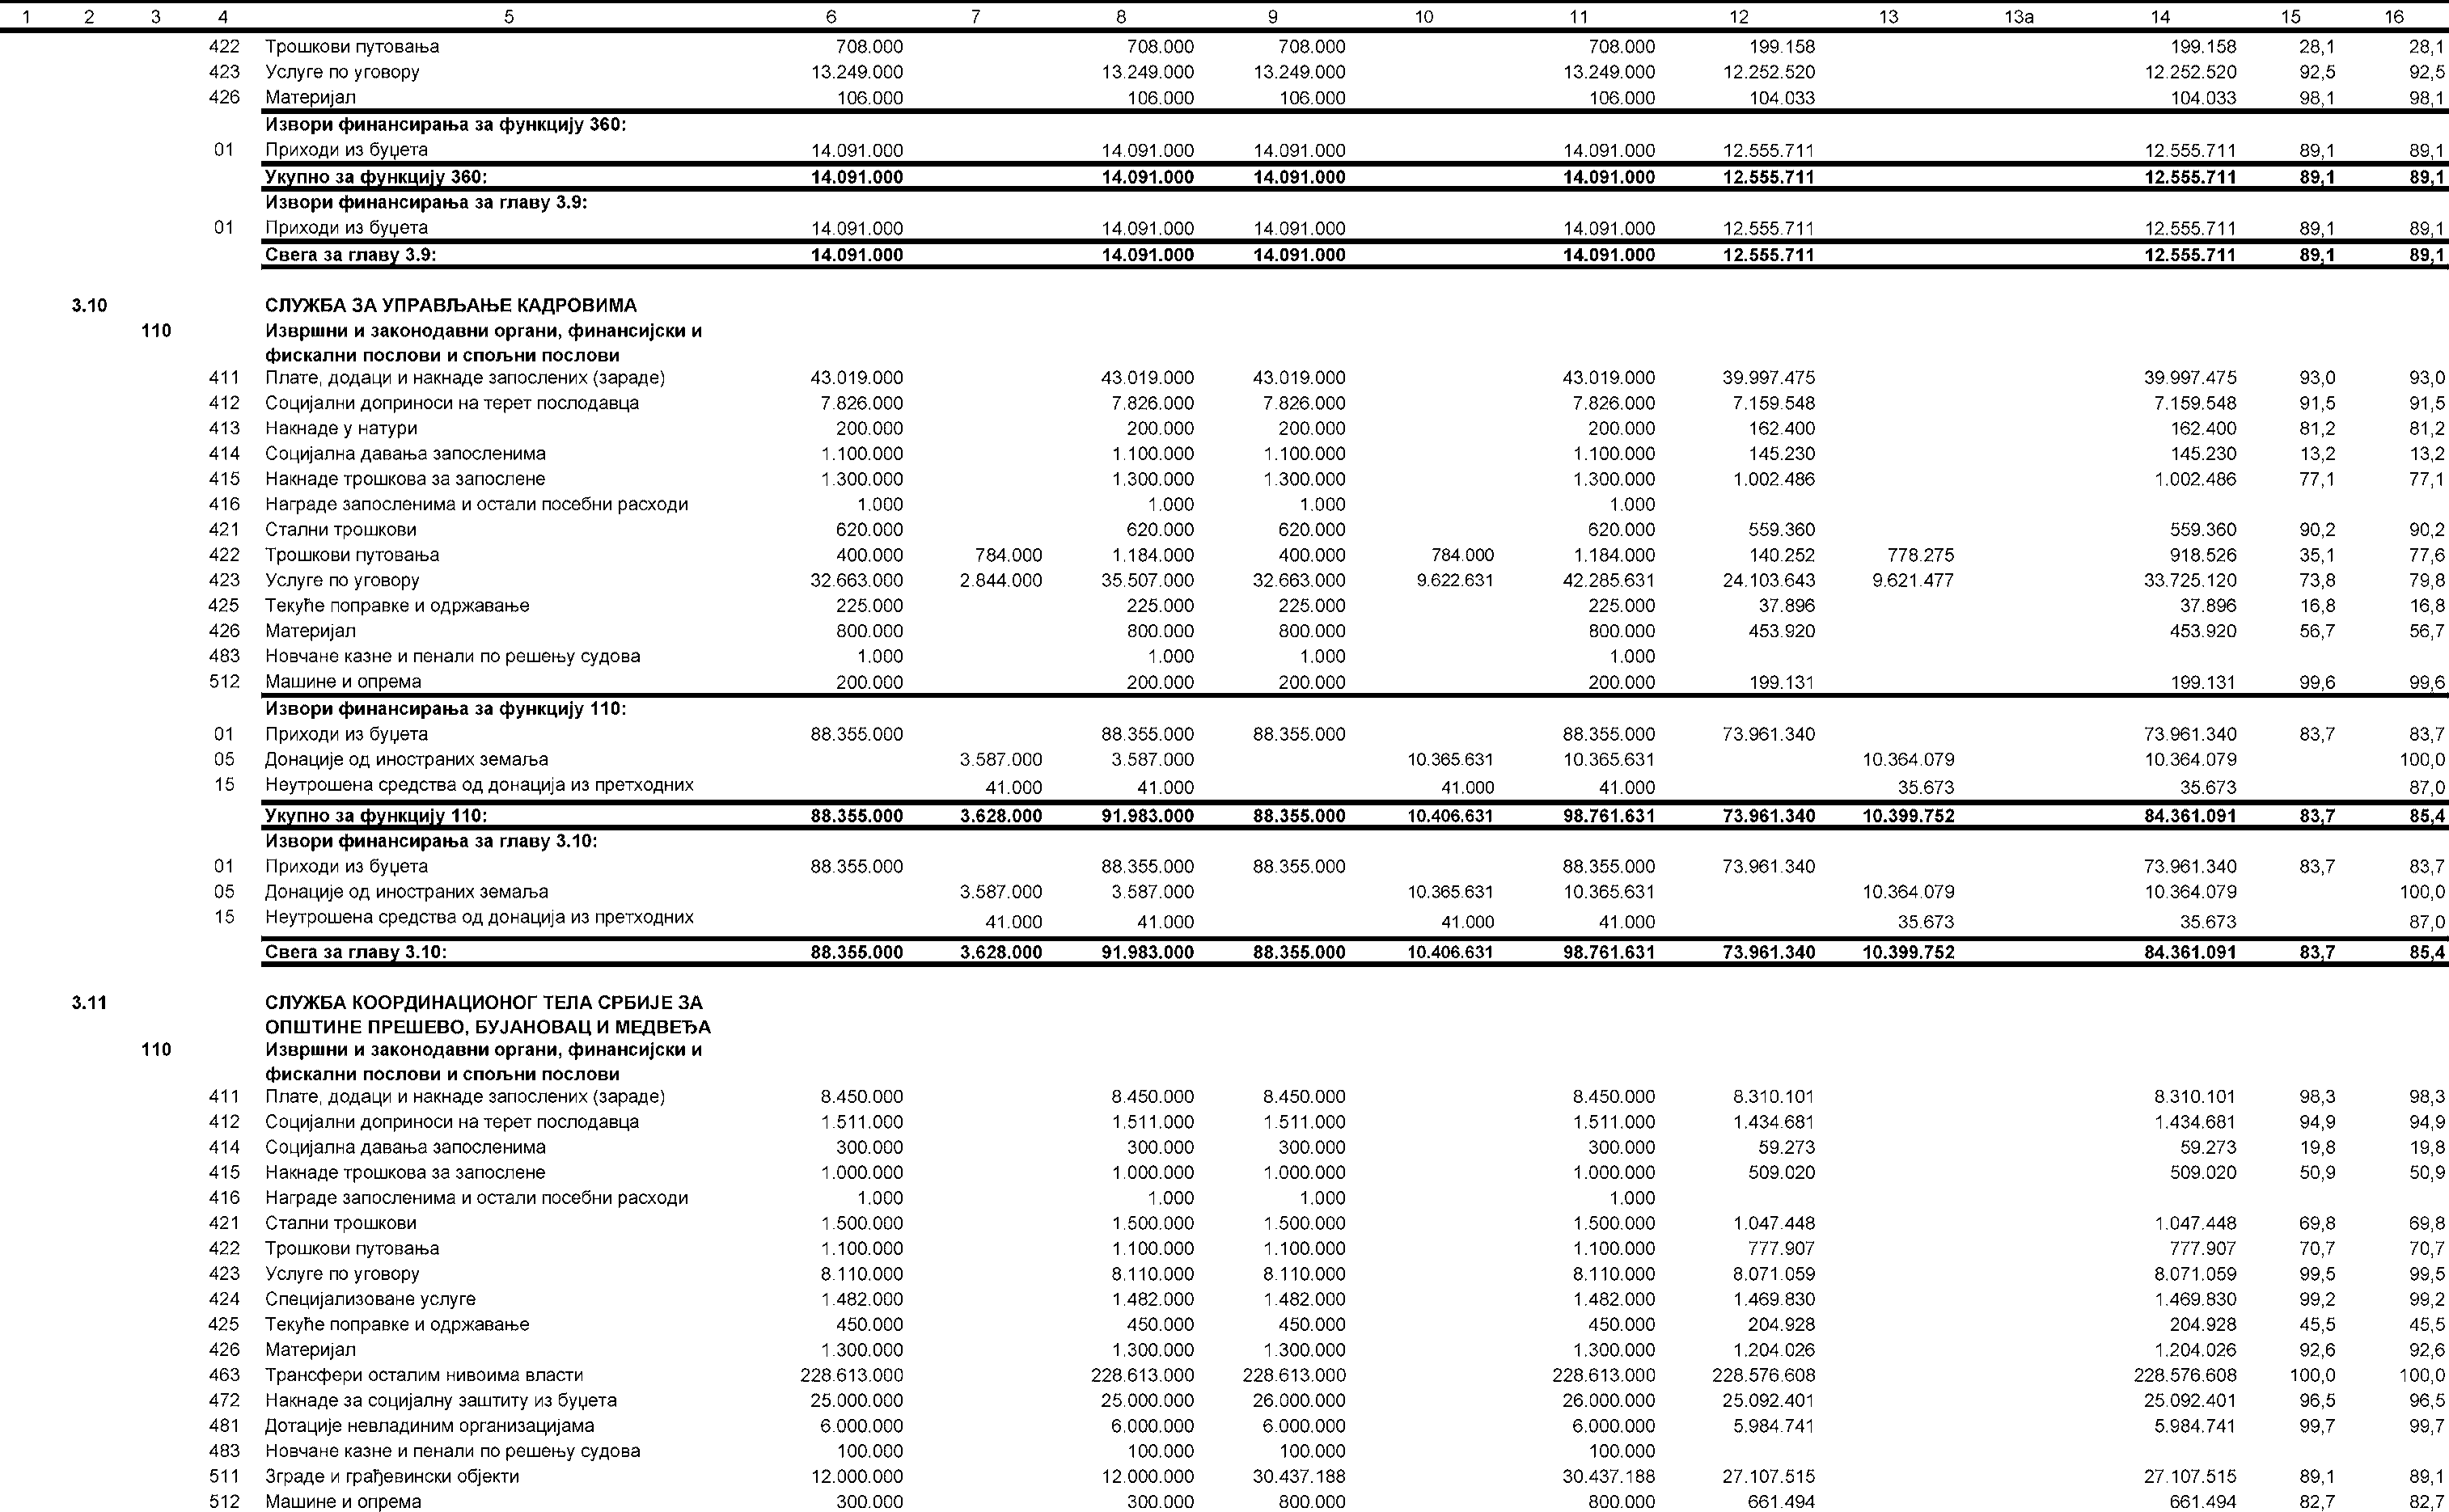 1 2 3 4 5 6 7 8 9 10 11 12 13 13а 14 15 16
422 Трошкови путовања 708.000 708.000 708.000 708.000 199.158 199.158 28,1 28,1
423 Услуге по уговору 13.249.000 13.249.000 13.249.000 13.249.000 12.252.520 12.252.520 92,5 92,5
426 Материјал 106.000 106.000 106.000 106.000 104.033 104.033 98,1 98,1
Извори финансирања за функцију 360:
01 Приходи из буџета 14.091.000 14.091.000 14.091.000 14.091.000 12.555.711 12.555.711 89,1 89,1
Укупно за функцију 360: 14.091.000 14.091.000 14.091.000 14.091.000 12.555.711 12.555.711 89,1 89,1
Извори финансирања за главу 3.9:
01 Приходи из буџета 14.091.000 14.091.000 14.091.000 14.091.000 12.555.711 12.555.711 89,1 89,1
Свега за главу 3.9: 14.091.000 14.091.000 14.091.000 14.091.000 12.555.711 12.555.711 89,1 89,1
3.10 СЛУЖБА ЗА УПРАВЉАЊЕ КАДРОВИМА
110 Извршни и законодавни органи, финансијски и
фискални послови и спољни послови
411 Плате, додаци и накнаде запослених (зараде) 43.019.000 43.019.000 43.019.000 43.019.000 39.997.475 39.997.475 93,0 93,0
412 Социјални доприноси на терет послодавца 7.826.000 7.826.000 7.826.000 7.826.000 7.159.548 7.159.548 91,5 91,5
413 Накнаде у натури 200.000 200.000 200.000 200.000 162.400 162.400 81,2 81,2
414 Социјална давања запосленима 1.100.000 1.100.000 1.100.000 1.100.000 145.230 145.230 13,2 13,2
415 Накнаде трошкова за запослене 1.300.000 1.300.000 1.300.000 1.300.000 1.002.486 1.002.486 77,1 77,1
416 Награде запосленима и остали посебни расходи 1.000 1.000 1.000 1.000
421 Стални трошкови 620.000 620.000 620.000 620.000 559.360 559.360 90,2 90,2
422 Трошкови путовања 400.000 784.000 1.184.000 400.000 784.000 1.184.000 140.252 778.275 918.526 35,1 77,6
423 Услуге по уговору 32.663.000 2.844.000 35.507.000 32.663.000 9.622.631 42.285.631 24.103.643 9.621.477 33.725.120 73,8 79,8
425 Текуће поправке и одржавање 225.000 225.000 225.000 225.000 37.896 37.896 16,8 16,8
426 Материјал 800.000 800.000 800.000 800.000 453.920 453.920 56,7 56,7
483 Новчане казне и пенали по решењу судова 1.000 1.000 1.000 1.000
512 Машине и опрема 200.000 200.000 200.000 200.000 199.131 199.131 99,6 99,6
Извори финансирања за функцију 110:
01 Приходи из буџета 88.355.000 88.355.000 88.355.000 88.355.000 73.961.340 73.961.340 83,7 83,7
05 Донације од иностраних земаља 3.587.000 3.587.000 10.365.631 10.365.631 10.364.079 10.364.079 100,0
15 Неутрошена средства од донација из претходних 41.000 41.000 41.000 41.000 35.673 35.673 87,0
Укупно за функцију 110: 88.355.000 3.628.000 91.983.000 88.355.000 10.406.631 98.761.631 73.961.340 10.399.752 84.361.091 83,7 85,4
Извори финансирања за главу 3.10:
01 Приходи из буџета 88.355.000 88.355.000 88.355.000 88.355.000 73.961.340 73.961.340 83,7 83,7
05 Донације од иностраних земаља 3.587.000 3.587.000 10.365.631 10.365.631 10.364.079 10.364.079 100,0
15 Неутрошена средства од донација из претходних 41.000 41.000 41.000 41.000 35.673 35.673 87,0
Свега за главу 3.10: 88.355.000 3.628.000 91.983.000 88.355.000 10.406.631 98.761.631 73.961.340 10.399.752 84.361.091 83,7 85,4
3.11 СЛУЖБА КООРДИНАЦИОНОГ ТЕЛА СРБИЈЕ ЗА
ОПШТИНЕ ПРЕШЕВО, БУЈАНОВАЦ И МЕДВЕЂА
110 Извршни и законодавни органи, финансијски и
фискални послови и спољни послови
411 Плате, додаци и накнаде запослених (зараде) 8.450.000 8.450.000 8.450.000 8.450.000 8.310.101 8.310.101 98,3 98,3
412 Социјални доприноси на терет послодавца 1.511.000 1.511.000 1.511.000 1.511.000 1.434.681 1.434.681 94,9 94,9
414 Социјална давања запосленима 300.000 300.000 300.000 300.000 59.273 59.273 19,8 19,8
415 Накнаде трошкова за запослене 1.000.000 1.000.000 1.000.000 1.000.000 509.020 509.020 50,9 50,9
416 Награде запосленима и остали посебни расходи 1.000 1.000 1.000 1.000
421 Стални трошкови 1.500.000 1.500.000 1.500.000 1.500.000 1.047.448 1.047.448 69,8 69,8
422 Трошкови путовања 1.100.000 1.100.000 1.100.000 1.100.000 777.907 777.907 70,7 70,7
423 Услуге по уговору 8.110.000 8.110.000 8.110.000 8.110.000 8.071.059 8.071.059 99,5 99,5
424 Специјализоване услуге 1.482.000 1.482.000 1.482.000 1.482.000 1.469.830 1.469.830 99,2 99,2
425 Текуће поправке и одржавање 450.000 450.000 450.000 450.000 204.928 204.928 45,5 45,5
426 Материјал 1.300.000 1.300.000 1.300.000 1.300.000 1.204.026 1.204.026 92,6 92,6
463 Трансфери осталим нивоима власти 228.613.000 228.613.000 228.613.000 228.613.000 228.576.608 228.576.608 100,0 100,0
472 Накнаде за социјалну заштиту из буџета 25.000.000 25.000.000 26.000.000 26.000.000 25.092.401 25.092.401 96,5 96,5
481 Дотације невладиним организацијама 6.000.000 6.000.000 6.000.000 6.000.000 5.984.741 5.984.741 99,7 99,7
483 Новчане казне и пенали по решењу судова 100.000 100.000 100.000 100.000
511 Зграде и грађевински објекти 12.000.000 12.000.000 30.437.188 30.437.188 27.107.515 27.107.515 89,1 89,1
512 Машине и опрема 300.000 300.000 800.000 800.000 661.494 661.494 82,7 82,7